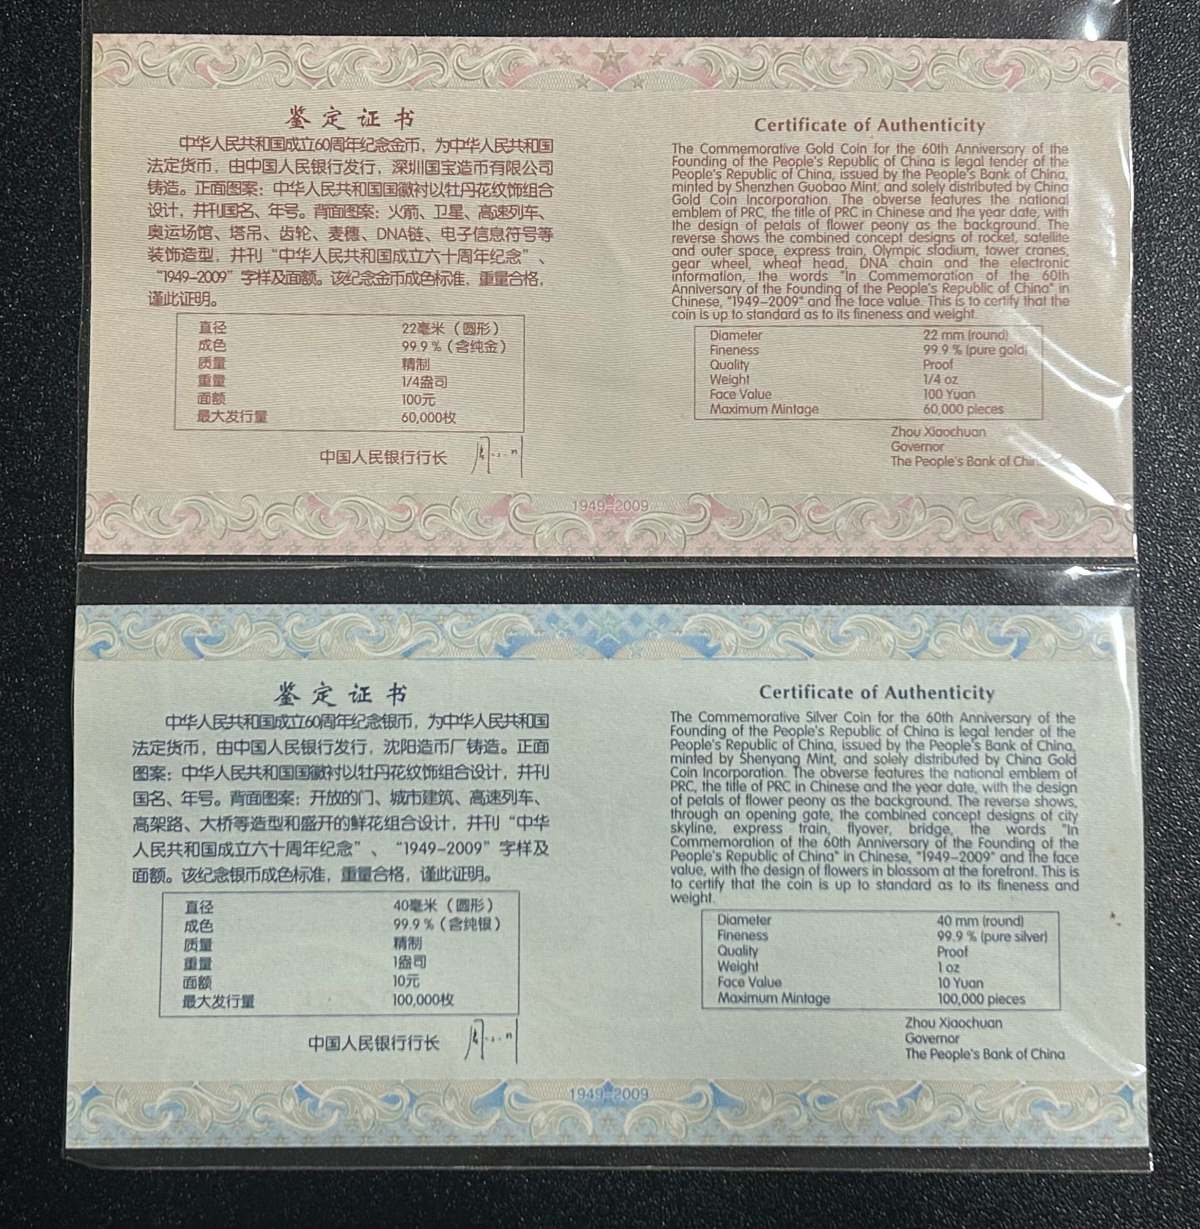 鉴定证书
中华人民共和国成立60周年纪念金币，为中华人民共和国
法定货币，由中国人民银行发行，深圳国宝造币有限公司
铸造。正面图案：中华人民共和国国徽衬以牡丹花纹饰组合
设计，并刊国名、年号。背面图案：火箭、卫星、高速列车、
奥运场馆、塔吊、齿轮、麦穗、DNA链、电子信息符号等
装饰造型，并刊“中华人民共和国成立六十周年纪念”、
“1949-2009”字样及面额。该纪念金币成色标准，重量合格，
谨此证明。
直径 22毫米（圆形）
成色 99.9％（含纯金）
质量 精制
重量 1/4盎司
面额 100元
最大发行量 60,000枚
中国人民银行行长
Certificate of Authenticity
The Commemorative Gold Coin for the 60th Anniversary of the
Founding of the People's Republic of China is legal tender of the
People's Republic of China, issued by the People's Bank of China,
minted by Shenzhen Guobao Mint, and solely distributed by China
Gold Coin Incorporation. The obverse features the national
emblem of PRC, the title of PRC in Chinese and the year date, with
the design of petals of flower peony as the background. The
reverse shows the combined concept designs of rocket, satellite
and outer space, express train, Olympic stadium, tower cranes,
gear wheel, wheat head, DNA chain and the electronic
information, the words "In Commemoration of the 60th
Anniversary of the Founding of the People's Republic of China" in
Chinese, "1949-2009" and the face value. This is to certify that the
coin is up to standard as to its fineness and weight.
Diameter 22 mm (round)
Fineness 99.9 % (pure gold)
Quality Proof
Weight 1/4 oz
Face Value 100 Yuan
Maximum Mintage 60,000 pieces
Zhou Xiaochuan
Governor
The People's Bank of China
1949-2009
鉴定证书
中华人民共和国成立60周年纪念银币，为中华人民共和国
法定货币，由中国人民银行发行，沈阳造币厂铸造。正面
图案：中华人民共和国国徽衬以牡丹花纹饰组合设计，并刊
国名、年号。背面图案：开放的门、城市建筑、高速列车、
高架路、大桥等造型和盛开的鲜花组合设计，并刊“中华
人民共和国成立六十周年纪念”、“1949-2009”字样及
面额。该纪念银币成色标准，重量合格，谨此证明。
直径 40毫米（圆形）
成色 99.9％（含纯银）
质量 精制
重量 1盎司
面额 10元
最大发行量 100,000枚
中国人民银行行长
Certificate of Authenticity
The Commemorative Silver Coin for the 60th Anniversary of the
Founding of the People's Republic of China is legal tender of the
People's Republic of China, issued by the People's Bank of China,
minted by Shenyang Mint, and solely distributed by China Gold
Coin Incorporation. The obverse features the national emblem of
PRC, the title of PRC in Chinese and the year date, with the design
of petals of flower peony as the background. The reverse shows,
through an opening gate, the combined concept designs of city
skyline, express train, flyover, bridge, the words "In
Commemoration of the 60th Anniversary of the Founding of the
People's Republic of China" in Chinese, "1949-2009" and the face
value, with the design of flowers in blossom at the forefront. This is
to certify that the coin is up to standard as to its fineness and
weight.
Diameter 40 mm (round)
Fineness 99.9 % (pure silver)
Quality Proof
Weight 1 oz
Face Value 10 Yuan
Maximum Mintage 100,000 pieces
Zhou Xiaochuan
Governor
The People's Bank of China
1949-2009